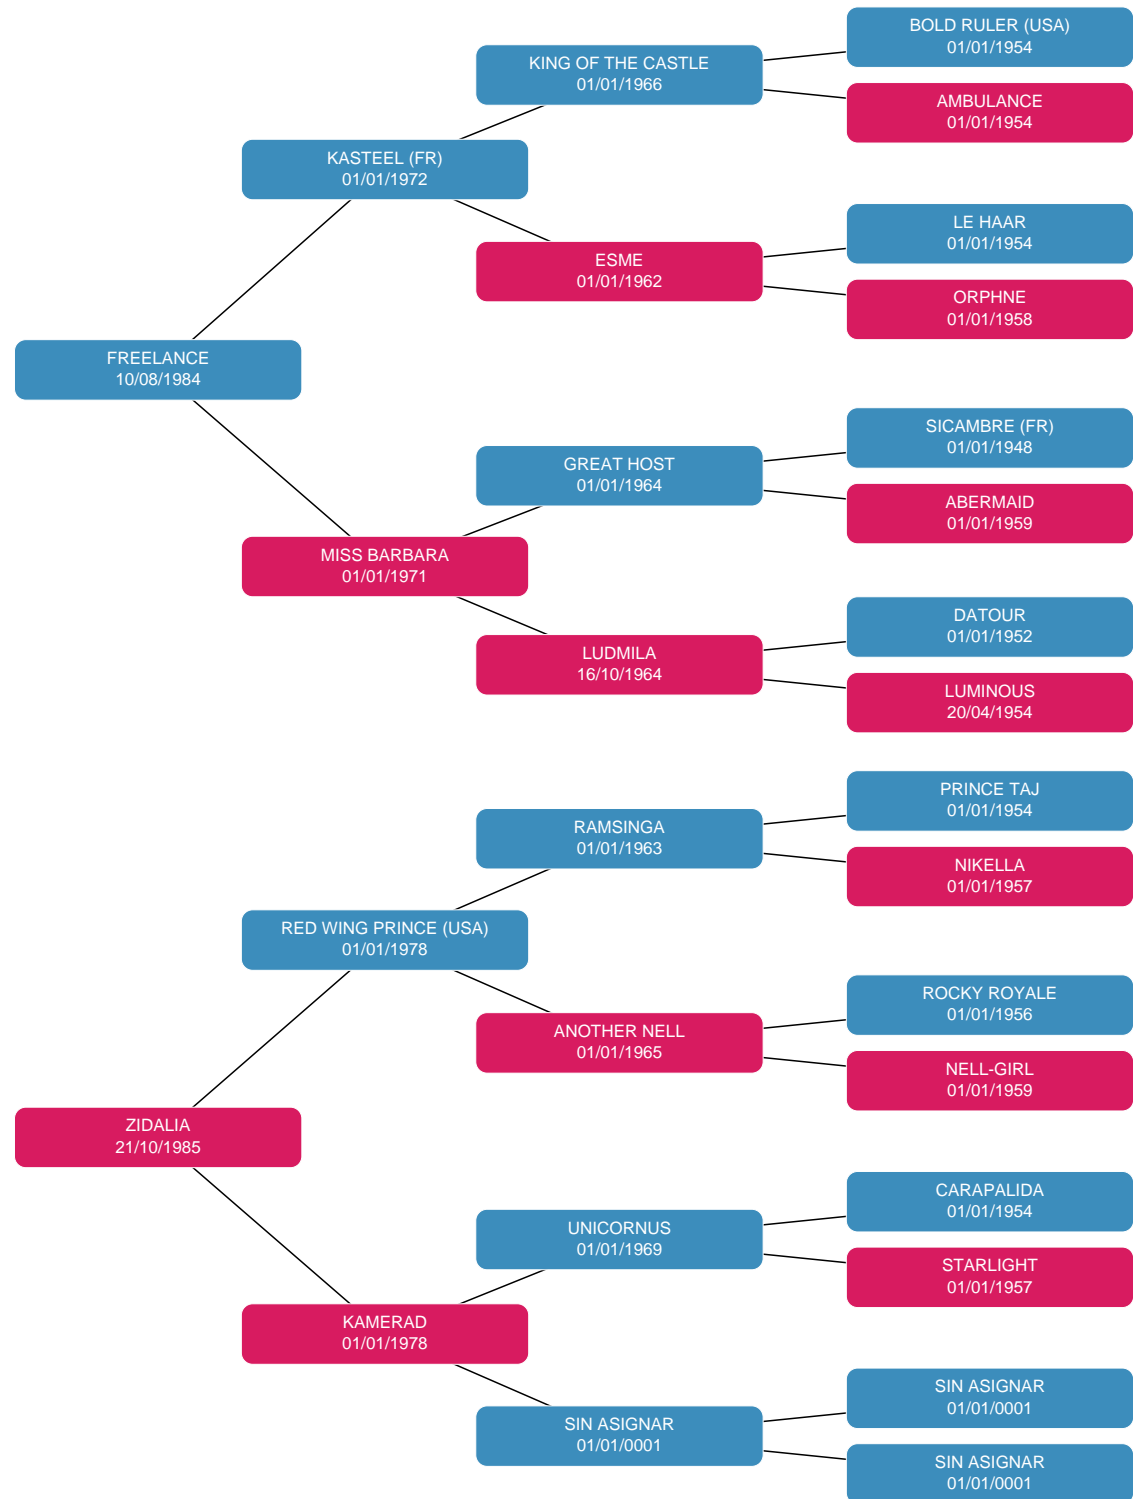 BOLD RULER (USA)
01/01/1954
KING OF THE CASTLE
01/01/1966
AMBULANCE
01/01/1954
KASTEEL (FR)
01/01/1972
LE HAAR
01/01/1954
ESME
01/01/1962
ORPHNE
01/01/1958
FREELANCE
10/08/1984
SICAMBRE (FR)
01/01/1948
GREAT HOST
01/01/1964
ABERMAID
01/01/1959
MISS BARBARA
01/01/1971
DATOUR
01/01/1952
LUDMILA
16/10/1964
LUMINOUS
20/04/1954
PRINCE TAJ
01/01/1954
RAMSINGA
01/01/1963
NIKELLA
01/01/1957
RED WING PRINCE (USA)
01/01/1978
ROCKY ROYALE
01/01/1956
ANOTHER NELL
01/01/1965
NELL-GIRL
01/01/1959
ZIDALIA
21/10/1985
CARAPALIDA
01/01/1954
UNICORNUS
01/01/1969
STARLIGHT
01/01/1957
KAMERAD
01/01/1978
SIN ASIGNAR
01/01/0001
SIN ASIGNAR
01/01/0001
SIN ASIGNAR
01/01/0001